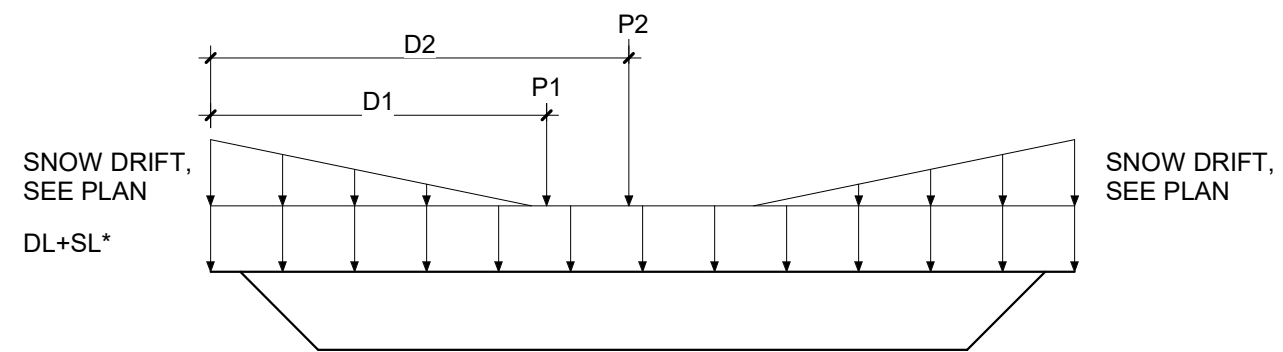 P2
D2
P1
D1
SNOW DRIFT,
SEE PLAN
SNOW DRIFT,
SEE PLAN
DL+SL*